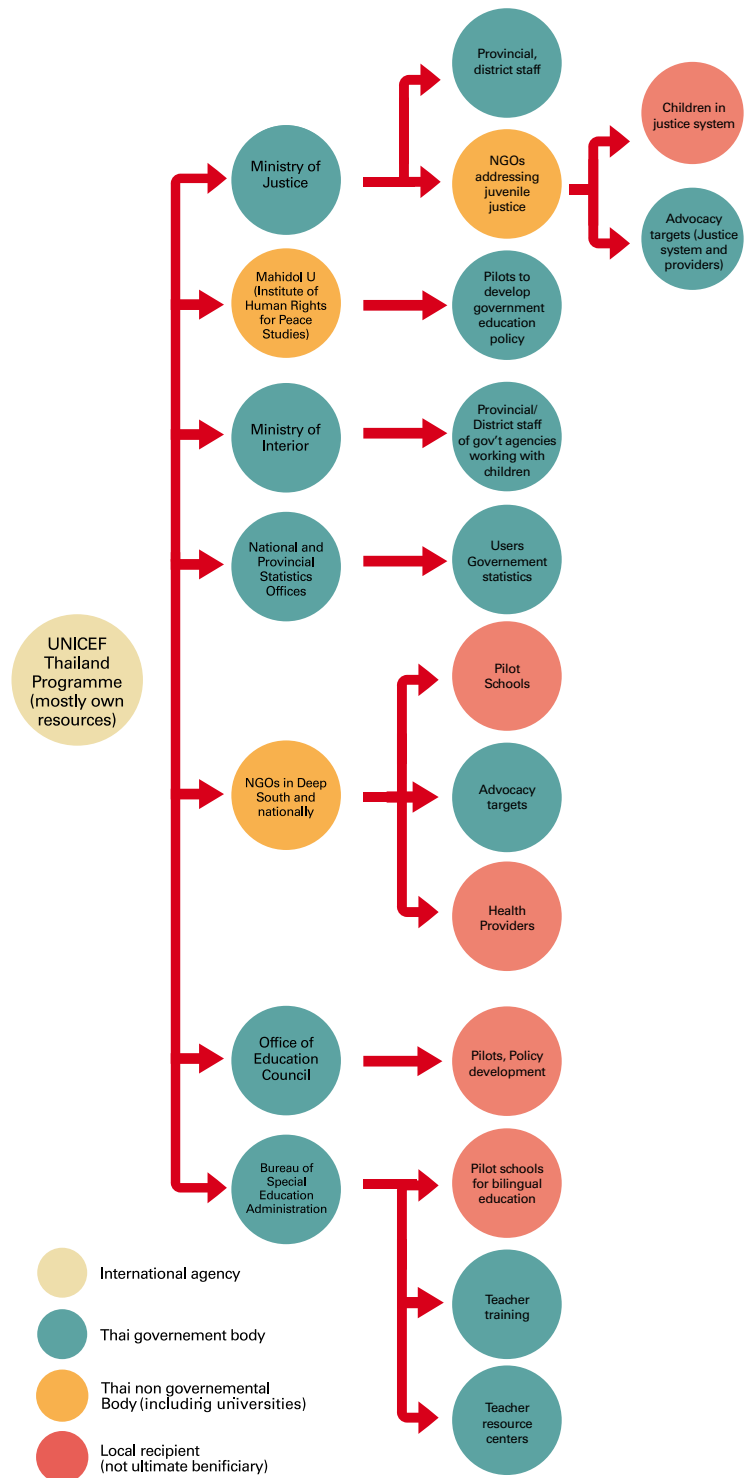 Provincial,
district staff
Children in
justice system
Ministry of
Justice
NGOs
addressing
juvenile
justice
Advocacy
targets (Justice
system and
providers)
Mahidol U
(Institute of
Human Rights
for Peace
Studies)
Pilots to
develop
government
education
policy
Ministry of
Interior
Provincial/
District staff
of gov't agencies
working with
children
National and
Provincial
Statistics
Offices
Users
Governement
statistics
UNICEF
Thailand
Programme
(mostly own
resources)
Pilot
Schools
NGOs in Deep
South and
nationally
Advocacy
targets
Health
Providers
Office of
Education
Council
Pilots, Policy
development
Bureau of
Special
Education
Administration
Pilot schools
for bilingual
education
Teacher
training
Teacher
resource
centers
International agency
Thai governement body
Thai non governemental
Body (including universities)
Local recipient
(not ultimate benificiary)